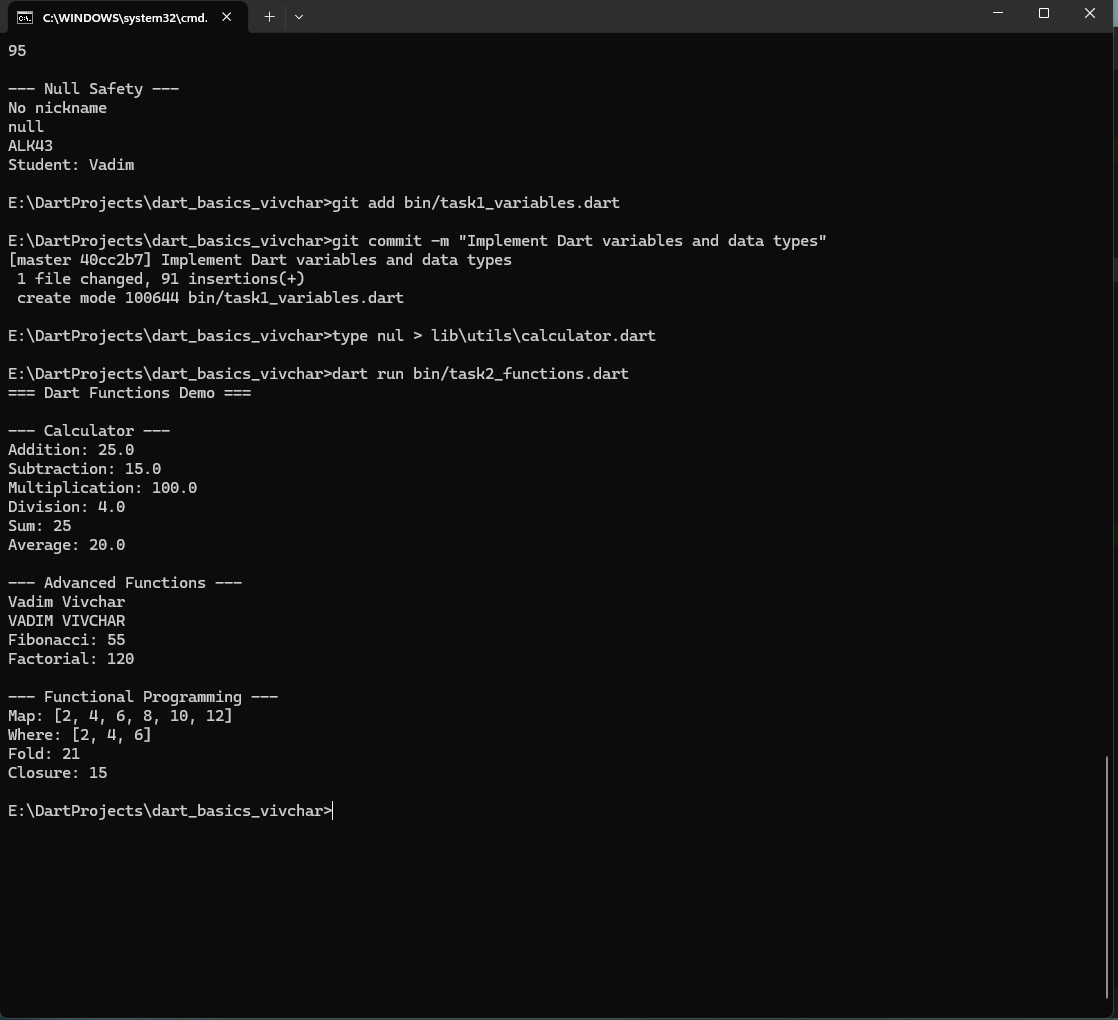 C:\WINDOWS\system32\cmd.
95
--- Null Safety ---
No nickname
null
ALK43
Student: Vadim
E:\DartProjects\dart_basics_vivchar>git add bin/task1_variables.dart
E:\DartProjects\dart_basics_vivchar>git commit -m "Implement Dart variables and data types"
[master 40cc2b7] Implement Dart variables and data types
 1 file changed, 91 insertions(+)
 create mode 100644 bin/task1_variables.dart
E:\DartProjects\dart_basics_vivchar>type nul > lib\utils\calculator.dart
E:\DartProjects\dart_basics_vivchar>dart run bin/task2_functions.dart
=== Dart Functions Demo ===
--- Calculator ---
Addition: 25.0
Subtraction: 15.0
Multiplication: 100.0
Division: 4.0
Sum: 25
Average: 20.0
--- Advanced Functions ---
Vadim Vivchar
VADIM VIVCHAR
Fibonacci: 55
Factorial: 120
--- Functional Programming ---
Map: [2, 4, 6, 8, 10, 12]
Where: [2, 4, 6]
Fold: 21
Closure: 15
E:\DartProjects\dart_basics_vivchar>